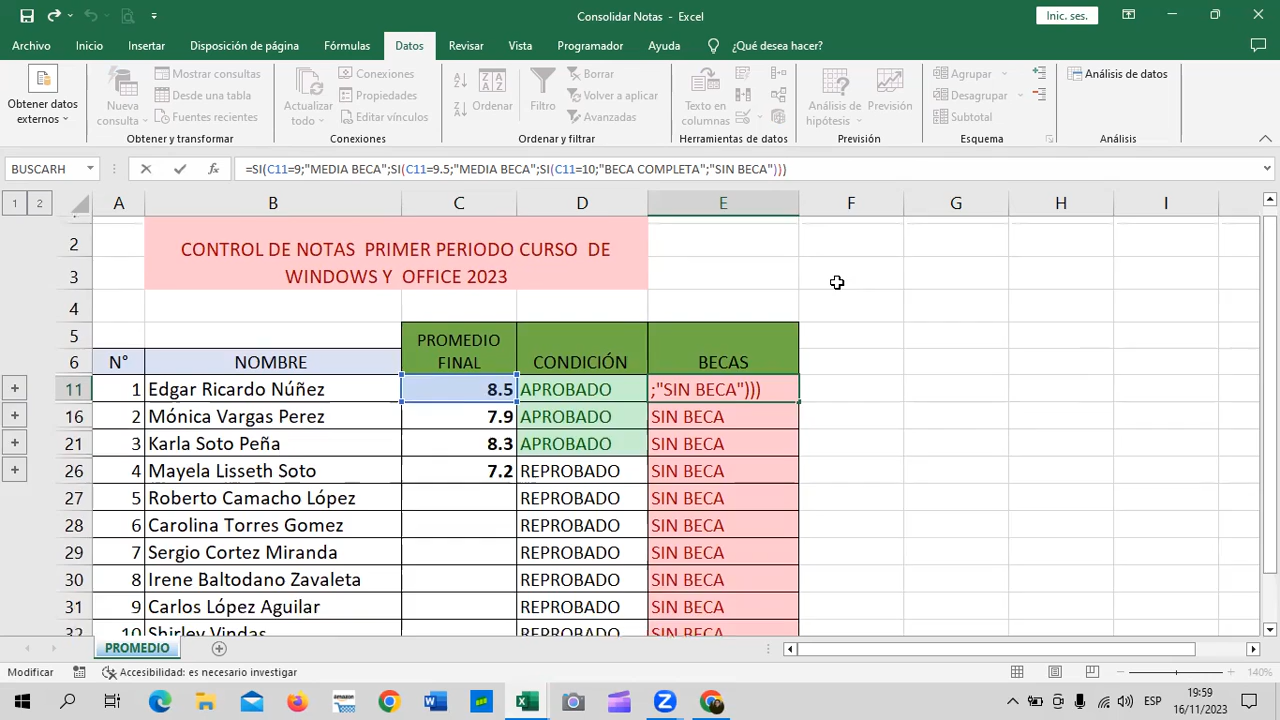 Consolidar Notas - Excel
Inic. ses.
Archivo Inicio Insertar Disposición de página Fórmulas Datos Revisar Vista Programador Ayuda ¿Qué desea hacer?
Obtener datos externos
Nueva consulta
Mostrar consultas
Desde una tabla
Fuentes recientes
Obtener y transformar
Actualizar todo
Conexiones
Propiedades
Editar vínculos
Conexiones
Ordenar
Filtro
Borrar
Volver a aplicar
Avanzadas
Ordenar y filtrar
Texto en columnas
Herramientas de datos
Análisis de hipótesis
Previsión
Previsión
Agrupar
Desagrupar
Subtotal
Esquema
Análisis de datos
Análisis
BUSCARH =SI(C11=9;"MEDIA BECA";SI(C11=9.5;"MEDIA BECA";SI(C11=10;"BECA COMPLETA";"SIN BECA")))
1 2 A B C D E F G H I
2 CONTROL DE NOTAS PRIMER PERIODO CURSO DE
3 WINDOWS Y OFFICE 2023
4
5 PROMEDIO
6 N° NOMBRE FINAL CONDICIÓN BECAS
11 1 Edgar Ricardo Núñez 8.5 APROBADO ;"SIN BECA")))
16 2 Mónica Vargas Perez 7.9 APROBADO SIN BECA
21 3 Karla Soto Peña 8.3 APROBADO SIN BECA
26 4 Mayela Lisseth Soto 7.2 REPROBADO SIN BECA
27 5 Roberto Camacho López REPROBADO SIN BECA
28 6 Carolina Torres Gomez REPROBADO SIN BECA
29 7 Sergio Cortez Miranda REPROBADO SIN BECA
30 8 Irene Baltodano Zavaleta REPROBADO SIN BECA
31 9 Carlos López Aguilar REPROBADO SIN BECA
32 10 Shirley Vindas REPROBADO SIN BECA
PROMEDIO
Modificar Accesibilidad: es necesario investigar 140%
ESP 19:59
16/11/2023